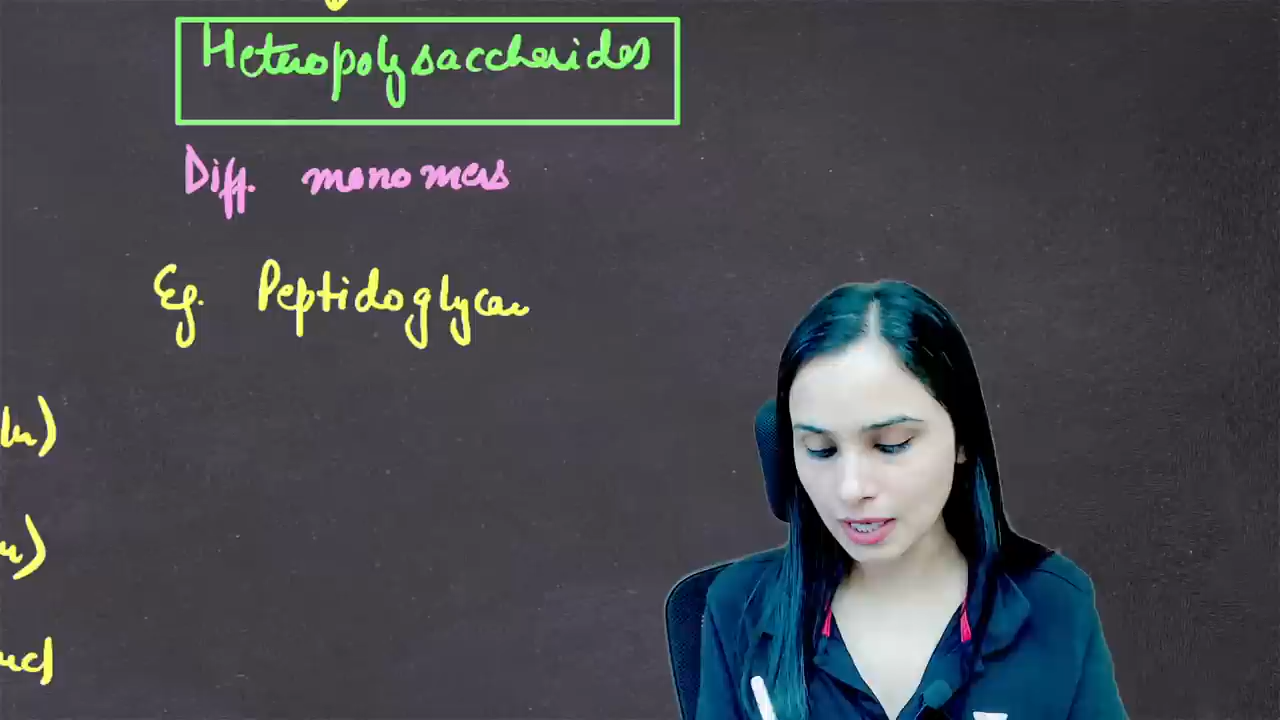 Heteropolysaccharides
Diff. monomers
Eg. Peptidoglycan